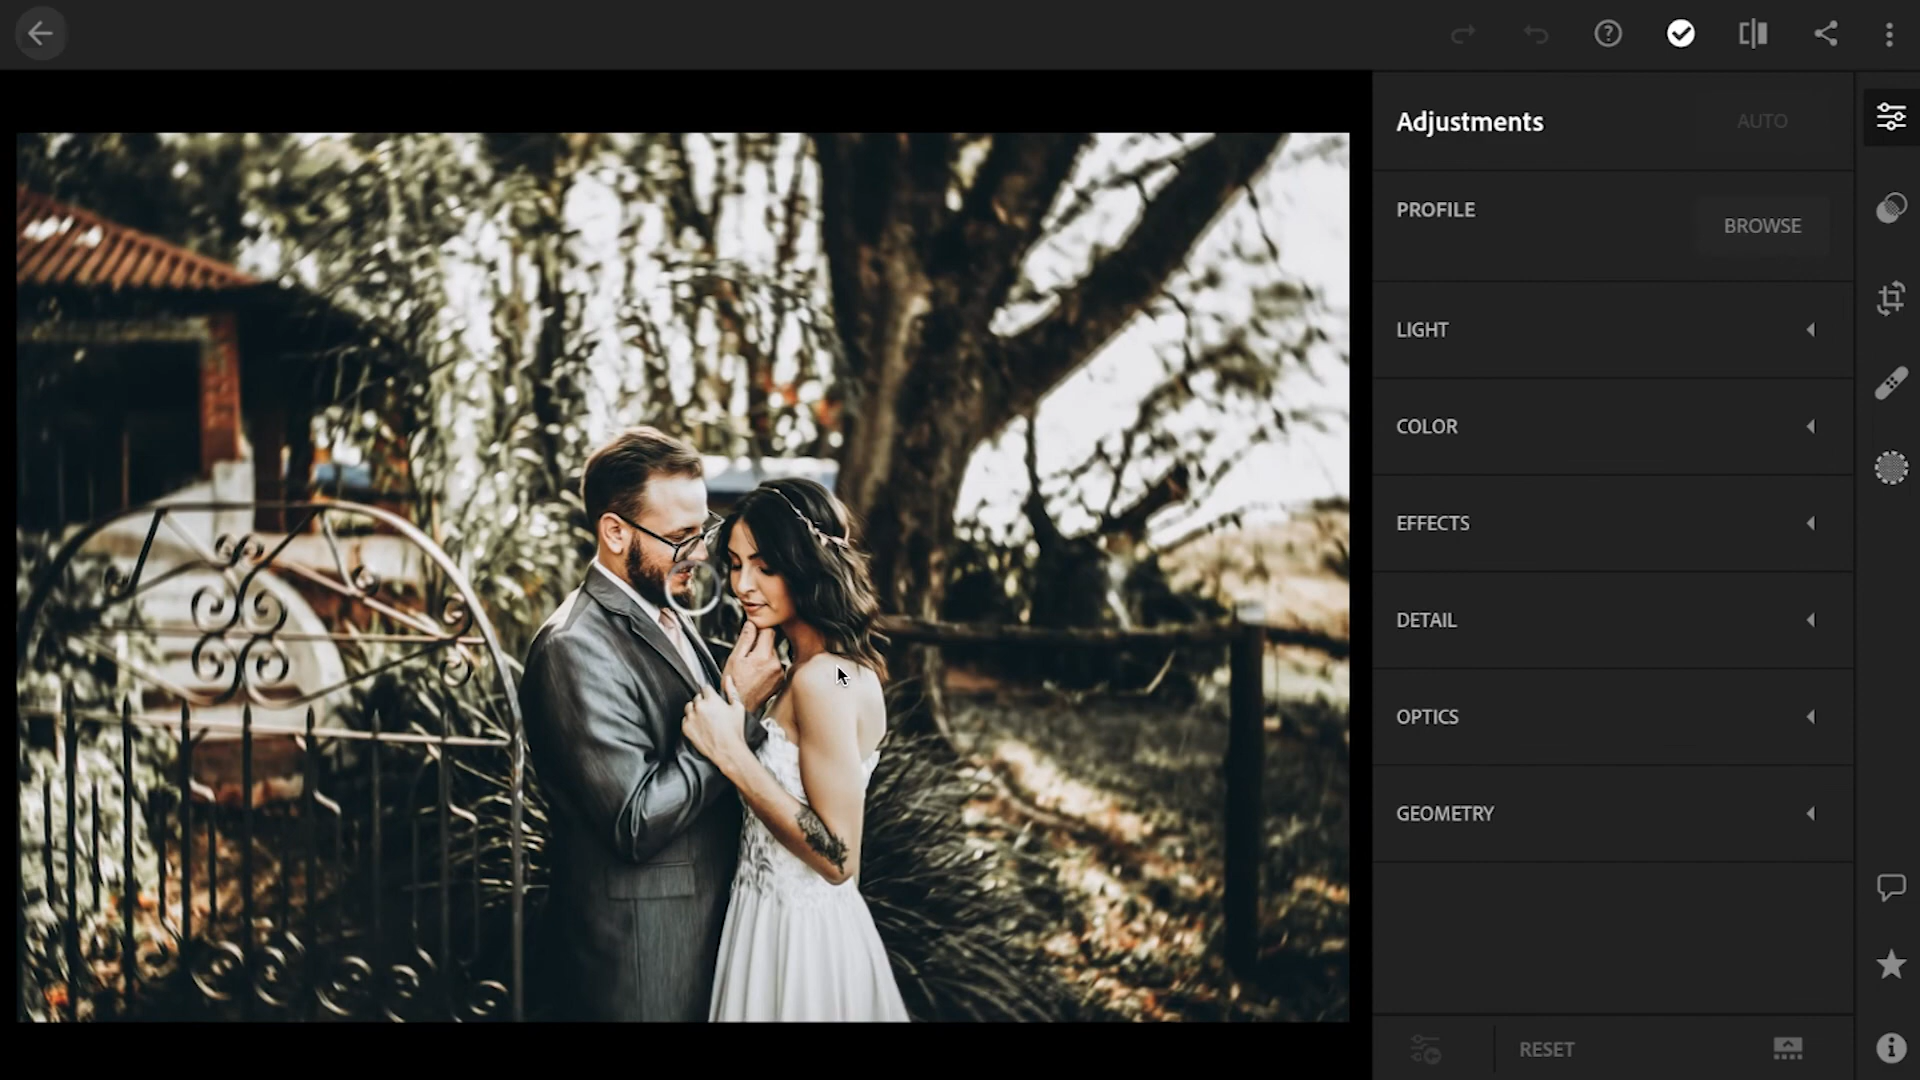 Adjustments
AUTO
PROFILE
BROWSE
LIGHT
COLOR
EFFECTS
DETAIL
OPTICS
GEOMETRY
RESET